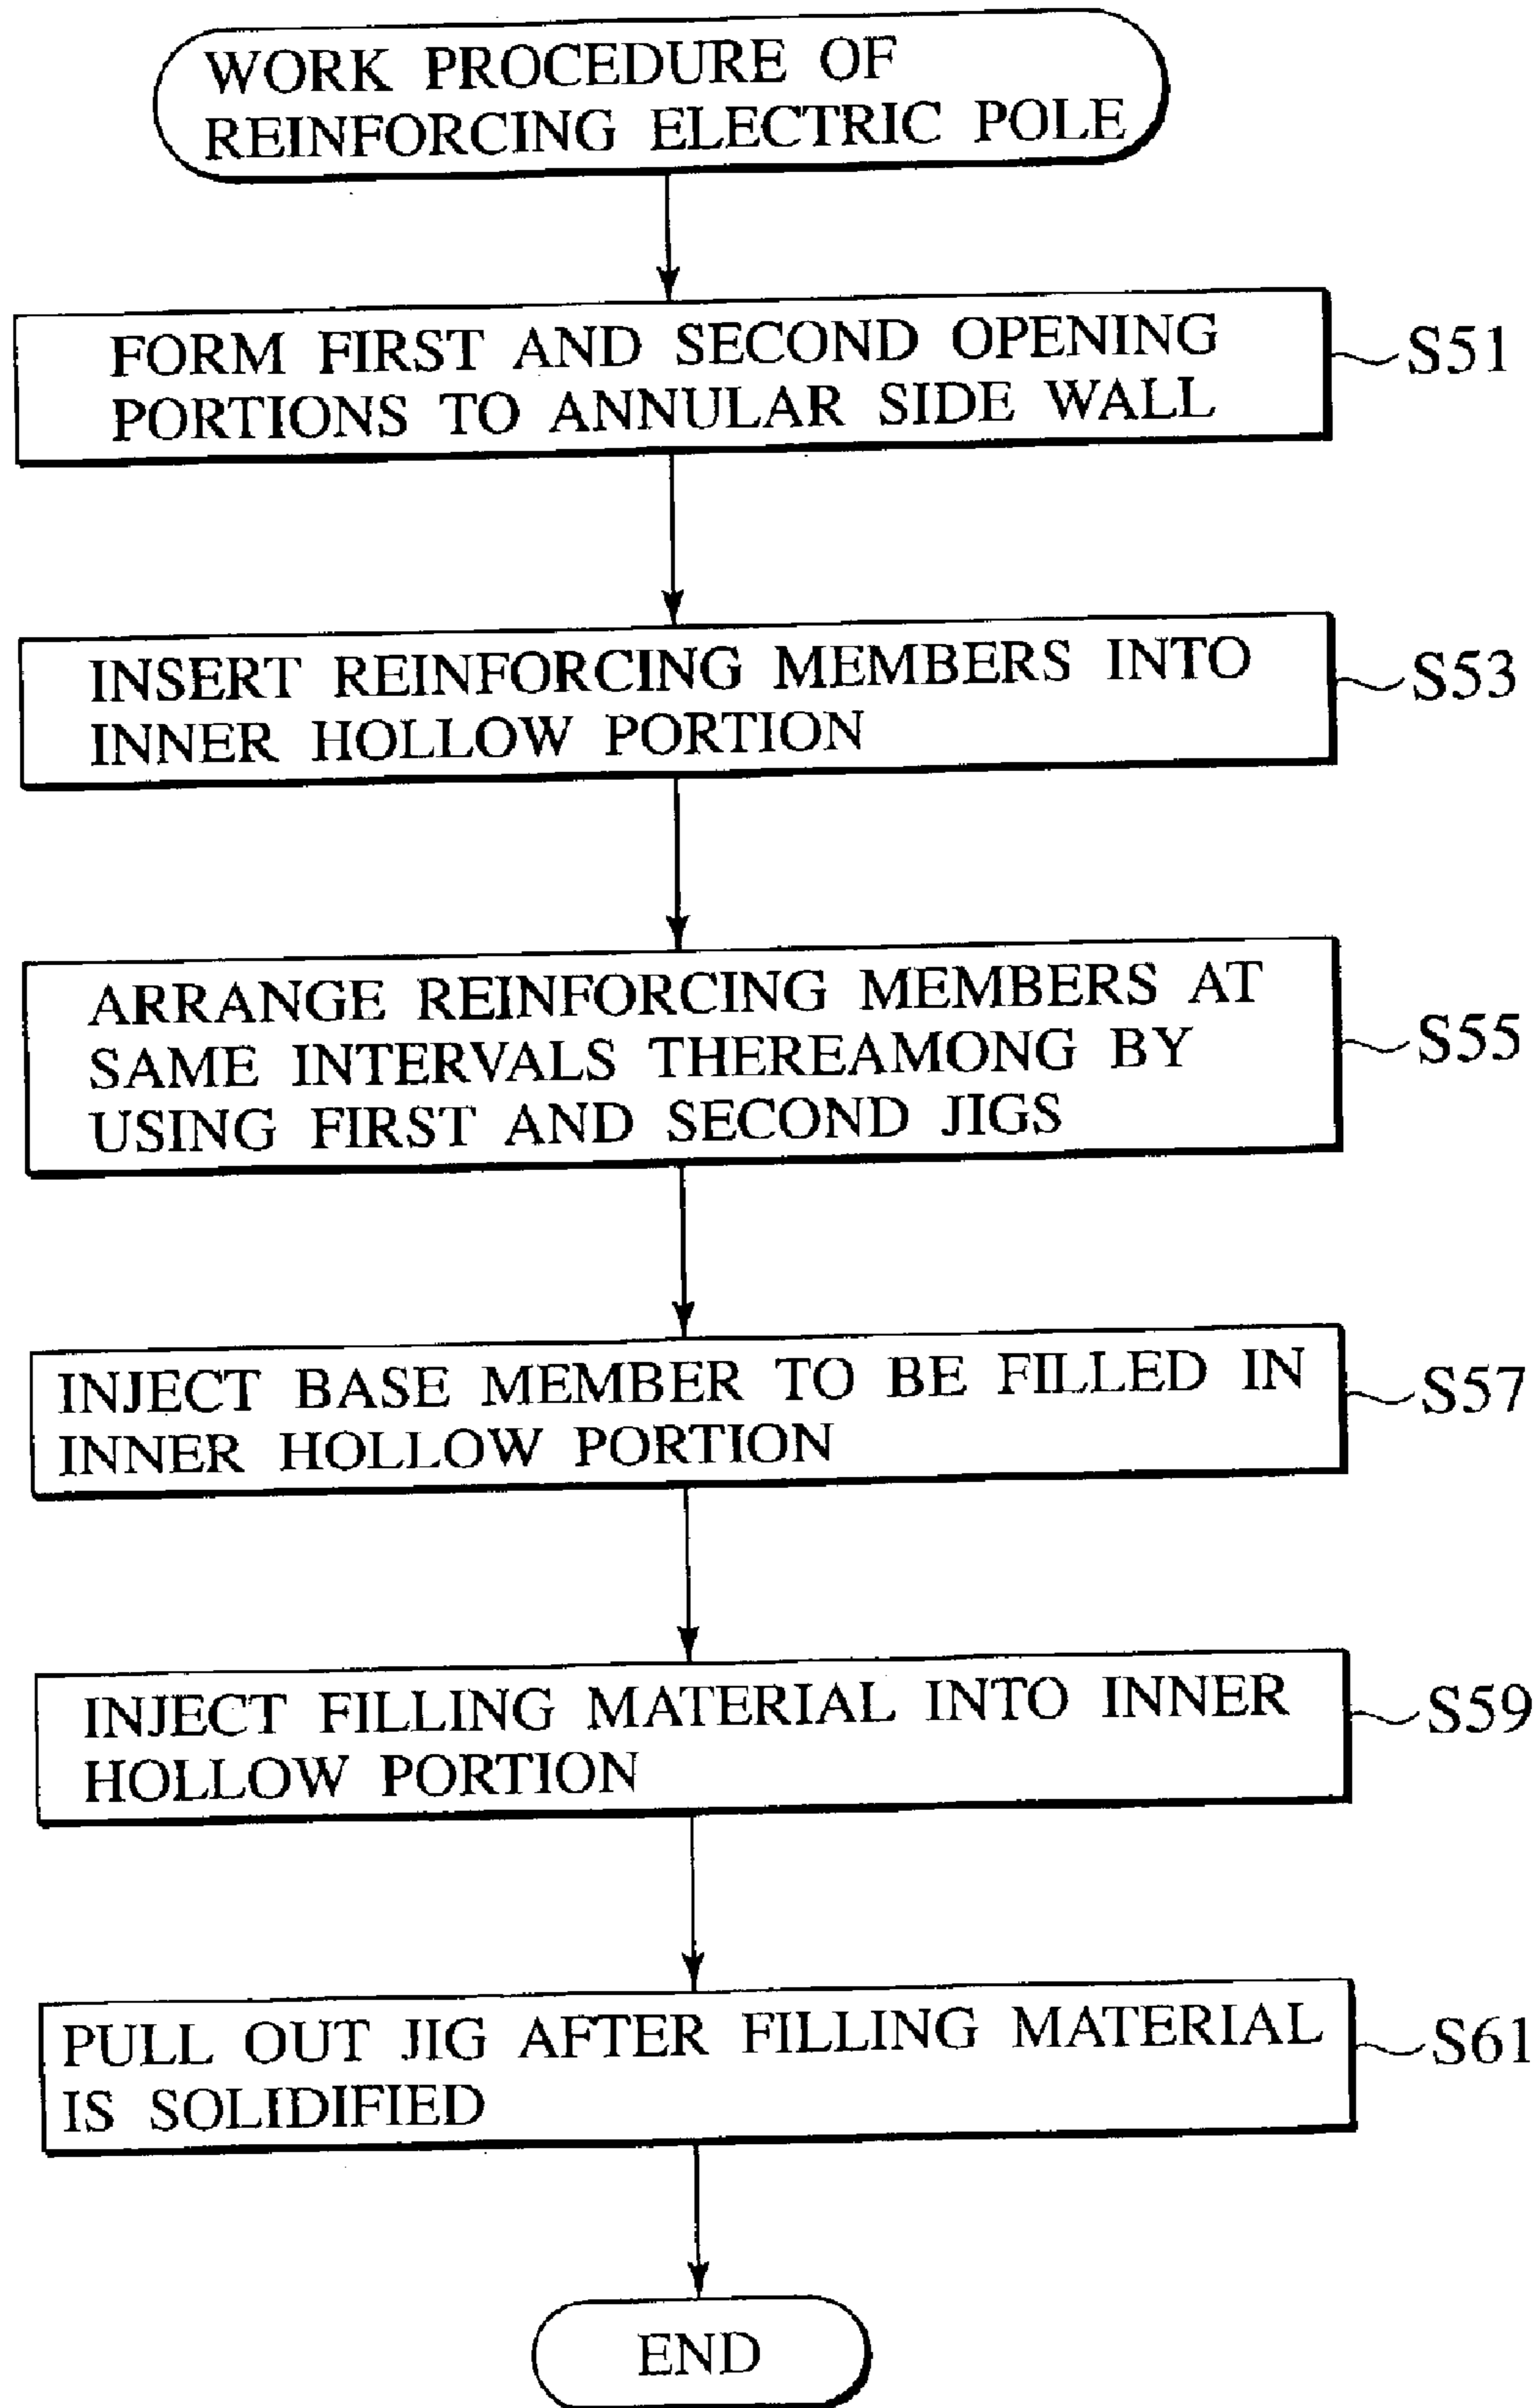 WORK PROCEDURE OF
REINFORCING ELECTRIC POLE
FORM FIRST AND SECOND OPENING
PORTIONS TO ANNULAR SIDE WALL
S51
INSERT REINFORCING MEMBERS INTO
INNER HOLLOW PORTION
S53
ARRANGE REINFORCING MEMBERS AT
SAME INTERVALS THEREAMONG BY
USING FIRST AND SECOND JIGS
S55
INJECT BASE MEMBER TO BE FILLED IN
INNER HOLLOW PORTION
S57
INJECT FILLING MATERIAL INTO INNER
HOLLOW PORTION
S59
PULL OUT JIG AFTER FILLING MATERIAL
IS SOLIDIFIED
S61
END